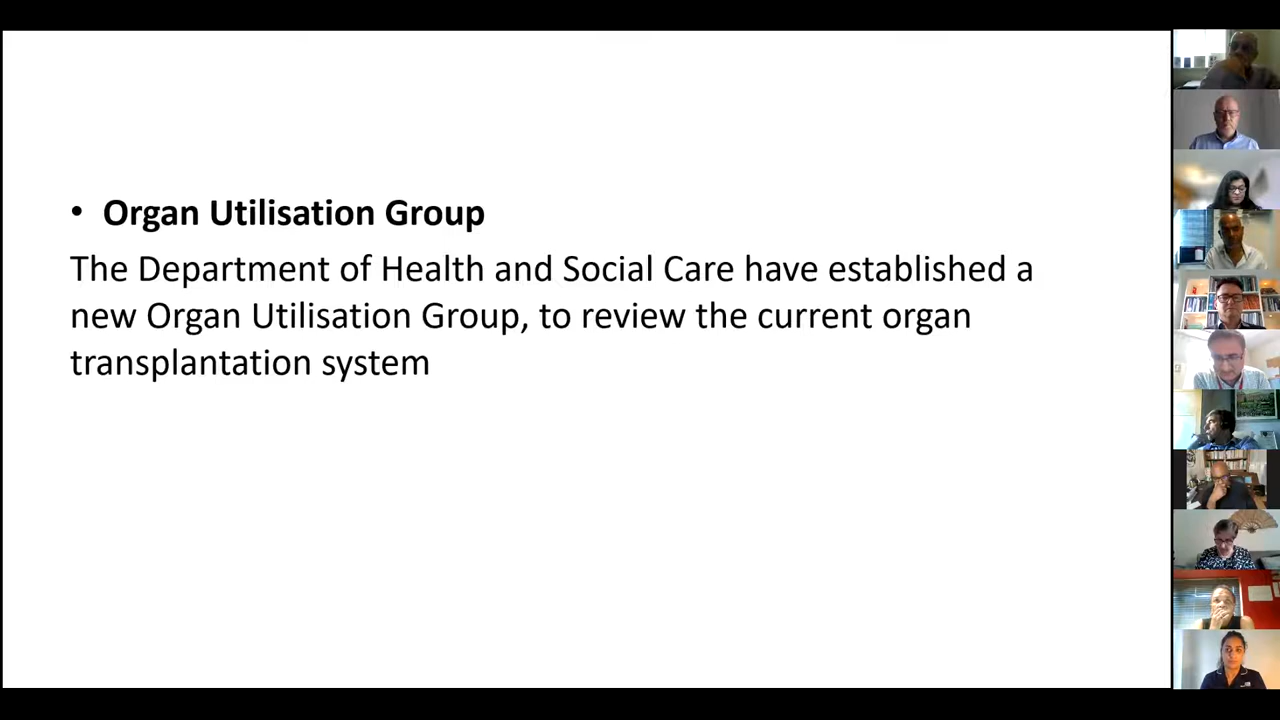 • Organ Utilisation Group
The Department of Health and Social Care have established a
new Organ Utilisation Group, to review the current organ
transplantation system